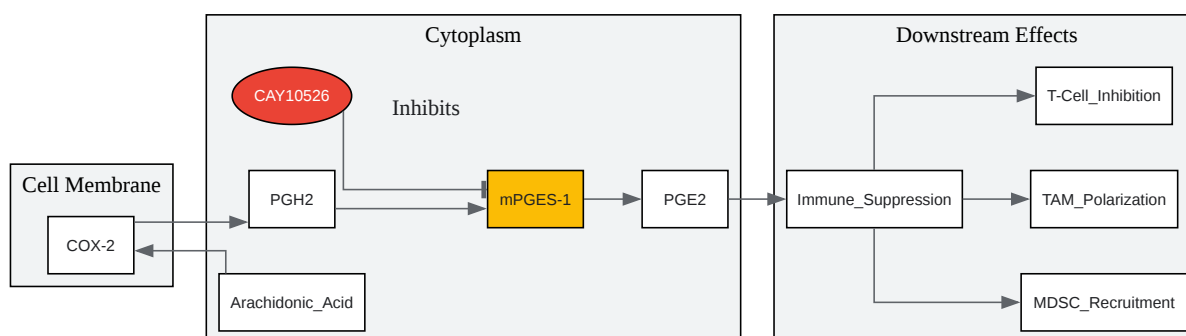 Cytoplasm
Downstream Effects
CAY10526
Inhibits
T-Cell_Inhibition
Cell Membrane
PGH2
mPGES-1
PGE2
Immune_Suppression
TAM_Polarization
COX-2
Arachidonic_Acid
MDSC_Recruitment